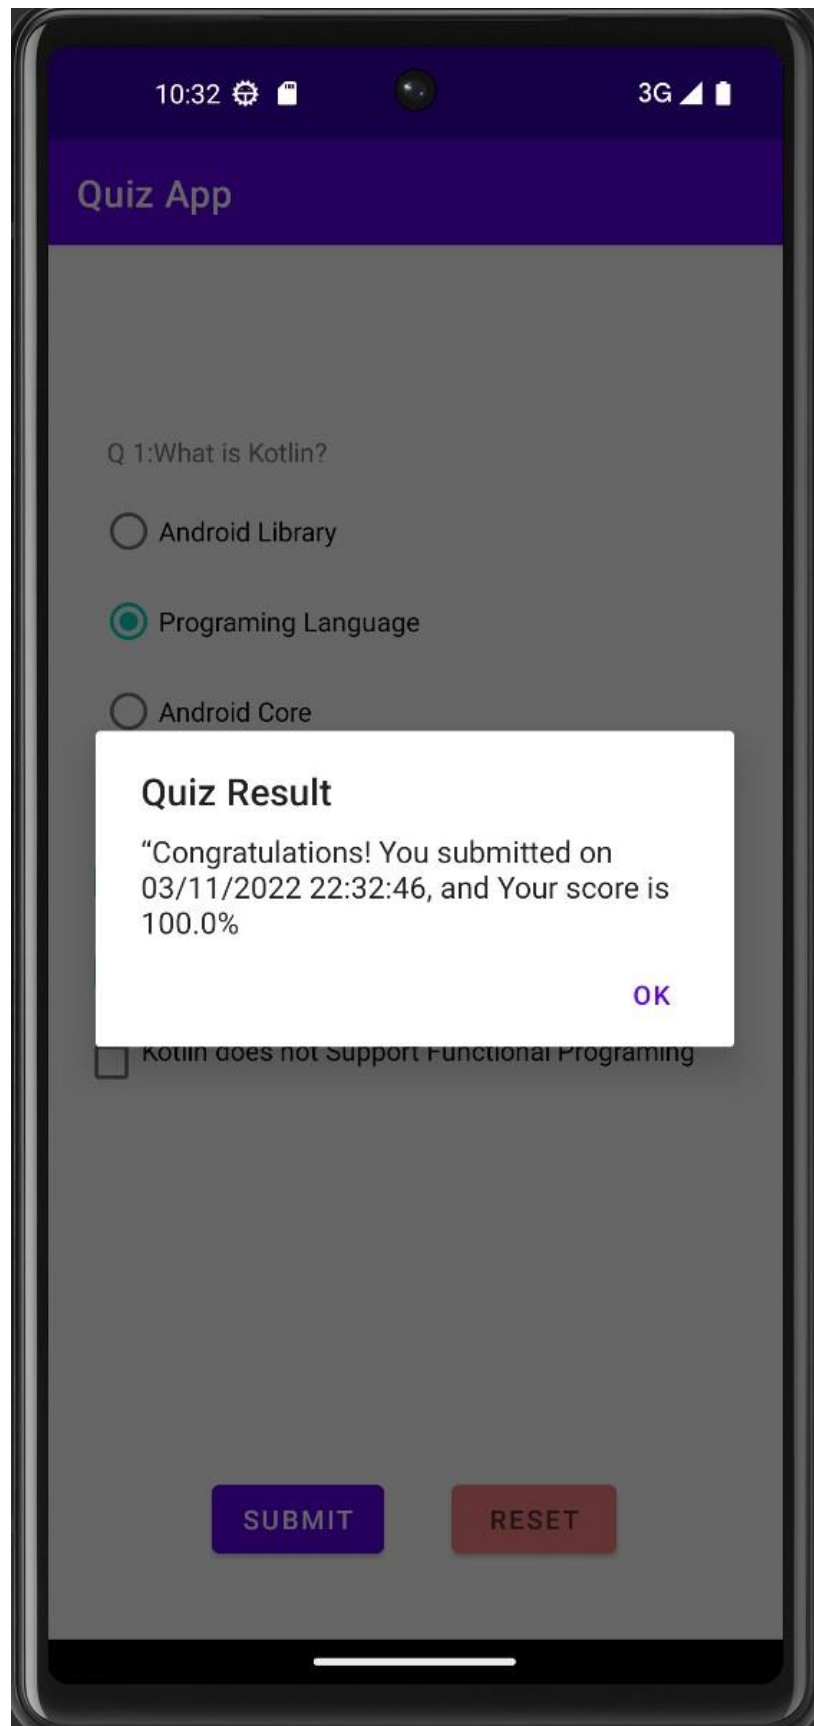 10:32
3G
Quiz App
Q 1:What is Kotlin?
Android Library
Programing Language
Android Core
Quiz Result
“Congratulations! You submitted on
03/11/2022 22:32:46, and Your score is
100.0%
OK
Kotlin does not Support Functional Programing
SUBMIT
RESET